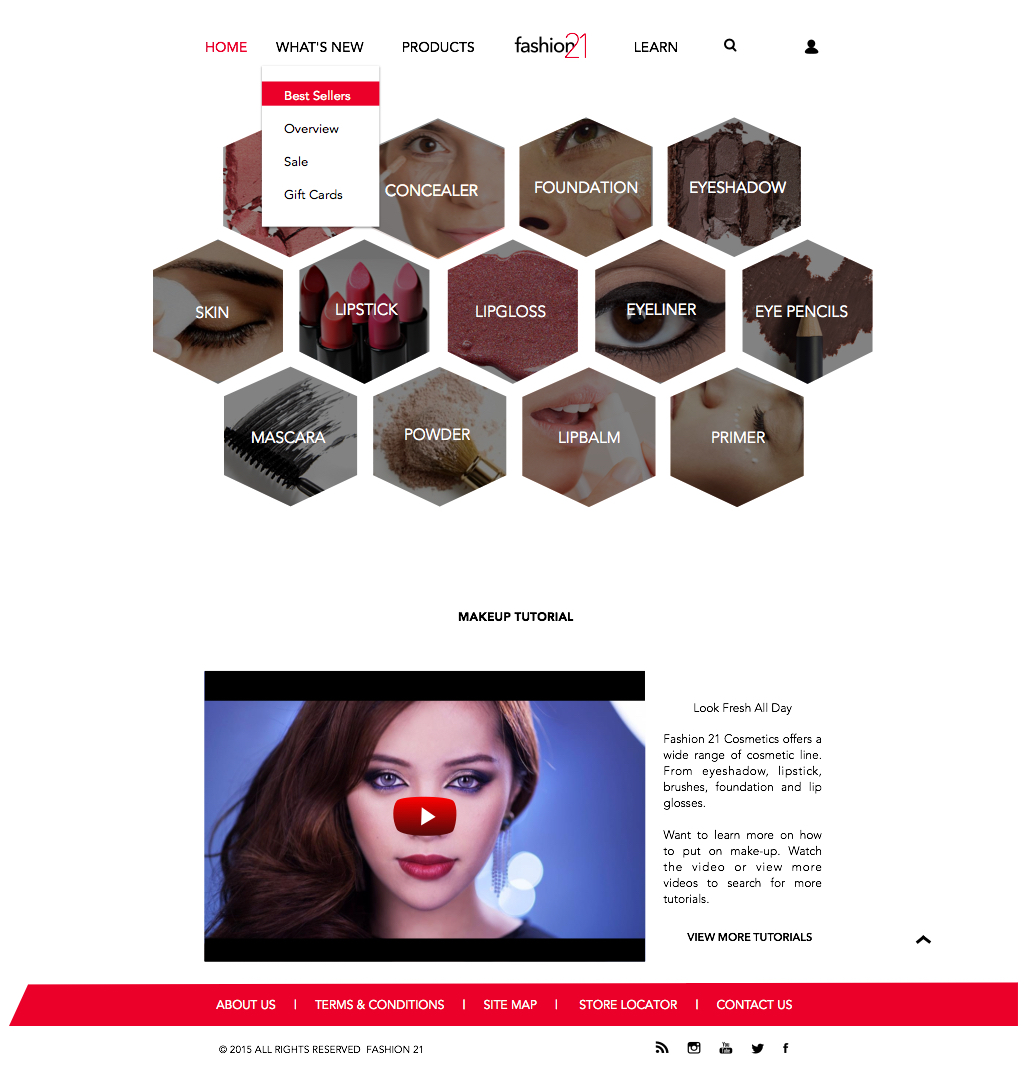 HOME
WHAT'S NEW
PRODUCTS
fashion21
LEARN
Best Sellers
Overview
Sale
Gift Cards
CONCEALER
FOUNDATION
EYESHADOW
SKIN
LIPSTICK
LIPGLOSS
EYELINER
EYE PENCILS
MASCARA
POWDER
LIPBALM
PRIMER
MAKEUP TUTORIAL
Look Fresh All Day
Fashion 21 Cosmetics offers a
wide range of cosmetic line.
From eyeshadow, lipstick,
brushes, foundation and lip
glosses.
Want to learn more on how
to put on make-up. Watch
the video or view more
videos to search for more
tutorials.
VIEW MORE TUTORIALS
ABOUT US | TERMS & CONDITIONS | SITE MAP | STORE LOCATOR | CONTACT US
© 2015 ALL RIGHTS RESERVED FASHION 21
You
Tube